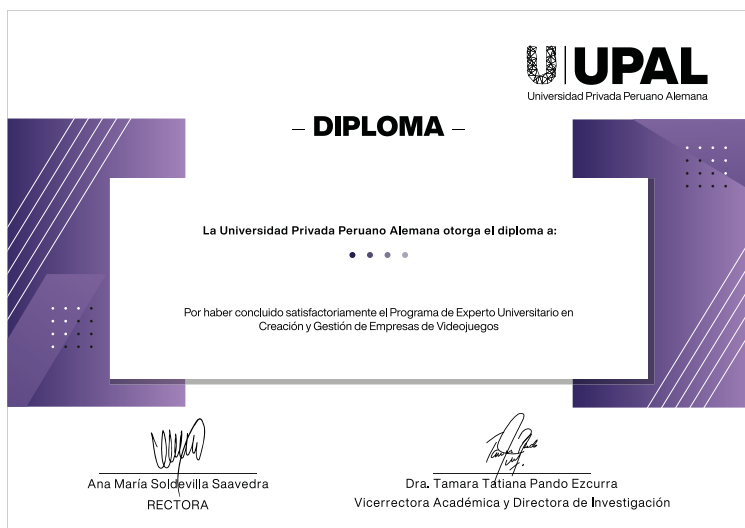 UPAL
Universidad Privada Peruano Alemana
– DIPLOMA –
La Universidad Privada Peruano Alemana otorga el diploma a:
Por haber concluido satisfactoriamente el Programa de Experto Universitario en
Creación y Gestión de Empresas de Videojuegos
Ana María Soldevilla Saavedra
RECTORA
Dra. Tamara Tatiana Pando Ezcurra
Vicerrectora Académica y Directora de Investigación